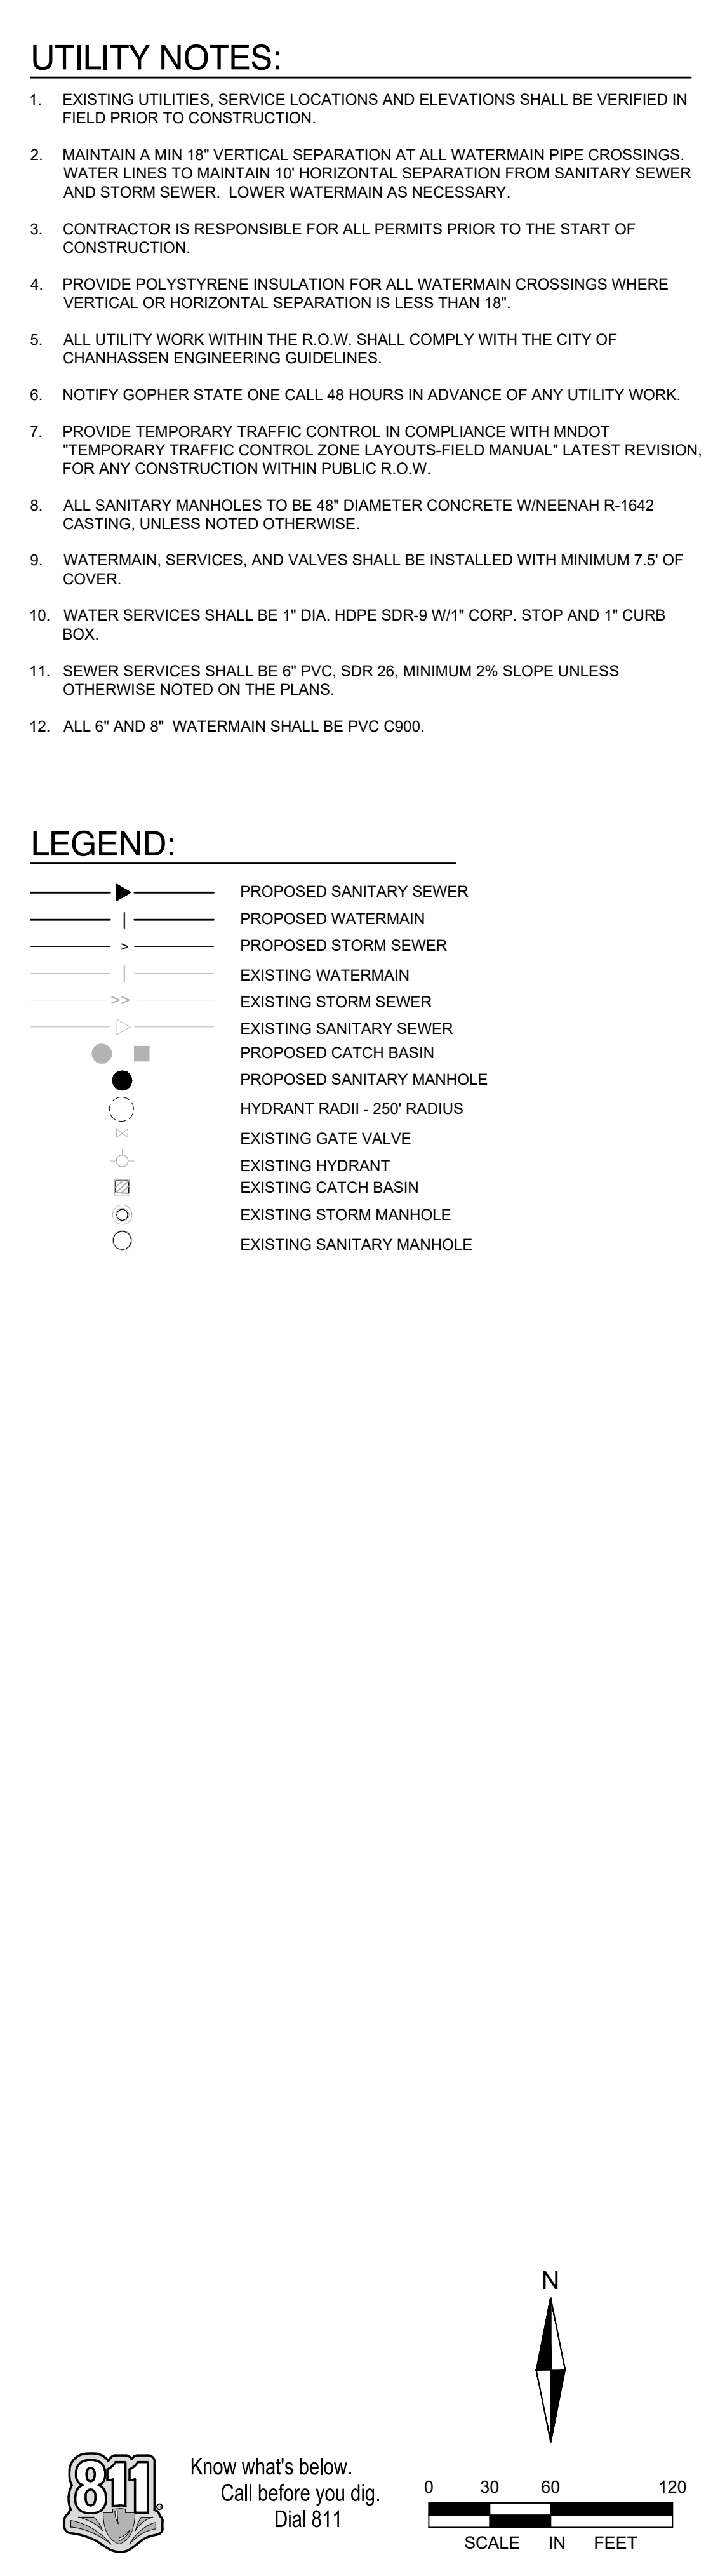 UTILITY NOTES:
1. EXISTING UTILITIES, SERVICE LOCATIONS AND ELEVATIONS SHALL BE VERIFIED IN
FIELD PRIOR TO CONSTRUCTION.
2. MAINTAIN A MIN 18" VERTICAL SEPARATION AT ALL WATERMAIN PIPE CROSSINGS.
WATER LINES TO MAINTAIN 10' HORIZONTAL SEPARATION FROM SANITARY SEWER
AND STORM SEWER. LOWER WATERMAIN AS NECESSARY.
3. CONTRACTOR IS RESPONSIBLE FOR ALL PERMITS PRIOR TO THE START OF
CONSTRUCTION.
4. PROVIDE POLYSTYRENE INSULATION FOR ALL WATERMAIN CROSSINGS WHERE
VERTICAL OR HORIZONTAL SEPARATION IS LESS THAN 18".
5. ALL UTILITY WORK WITHIN THE R.O.W. SHALL COMPLY WITH THE CITY OF
CHANHASSEN ENGINEERING GUIDELINES.
6. NOTIFY GOPHER STATE ONE CALL 48 HOURS IN ADVANCE OF ANY UTILITY WORK.
7. PROVIDE TEMPORARY TRAFFIC CONTROL IN COMPLIANCE WITH MNDOT
"TEMPORARY TRAFFIC CONTROL ZONE LAYOUTS-FIELD MANUAL" LATEST REVISION,
FOR ANY CONSTRUCTION WITHIN PUBLIC R.O.W.
8. ALL SANITARY MANHOLES TO BE 48" DIAMETER CONCRETE W/NEENAH R-1642
CASTING, UNLESS NOTED OTHERWISE.
9. WATERMAIN, SERVICES, AND VALVES SHALL BE INSTALLED WITH MINIMUM 7.5' OF
COVER.
10. WATER SERVICES SHALL BE 1" DIA. HDPE SDR-9 W/1" CORP. STOP AND 1" CURB
BOX.
11. SEWER SERVICES SHALL BE 6" PVC, SDR 26, MINIMUM 2% SLOPE UNLESS
OTHERWISE NOTED ON THE PLANS.
12. ALL 6" AND 8" WATERMAIN SHALL BE PVC C900.
LEGEND:
PROPOSED SANITARY SEWER
PROPOSED WATERMAIN
> PROPOSED STORM SEWER
EXISTING WATERMAIN
>> EXISTING STORM SEWER
EXISTING SANITARY SEWER
PROPOSED CATCH BASIN
PROPOSED SANITARY MANHOLE
HYDRANT RADII - 250' RADIUS
EXISTING GATE VALVE
EXISTING HYDRANT
EXISTING CATCH BASIN
EXISTING STORM MANHOLE
EXISTING SANITARY MANHOLE
N
811®
Know what's below.
Call before you dig.
Dial 811
0 30 60 120
SCALE IN FEET